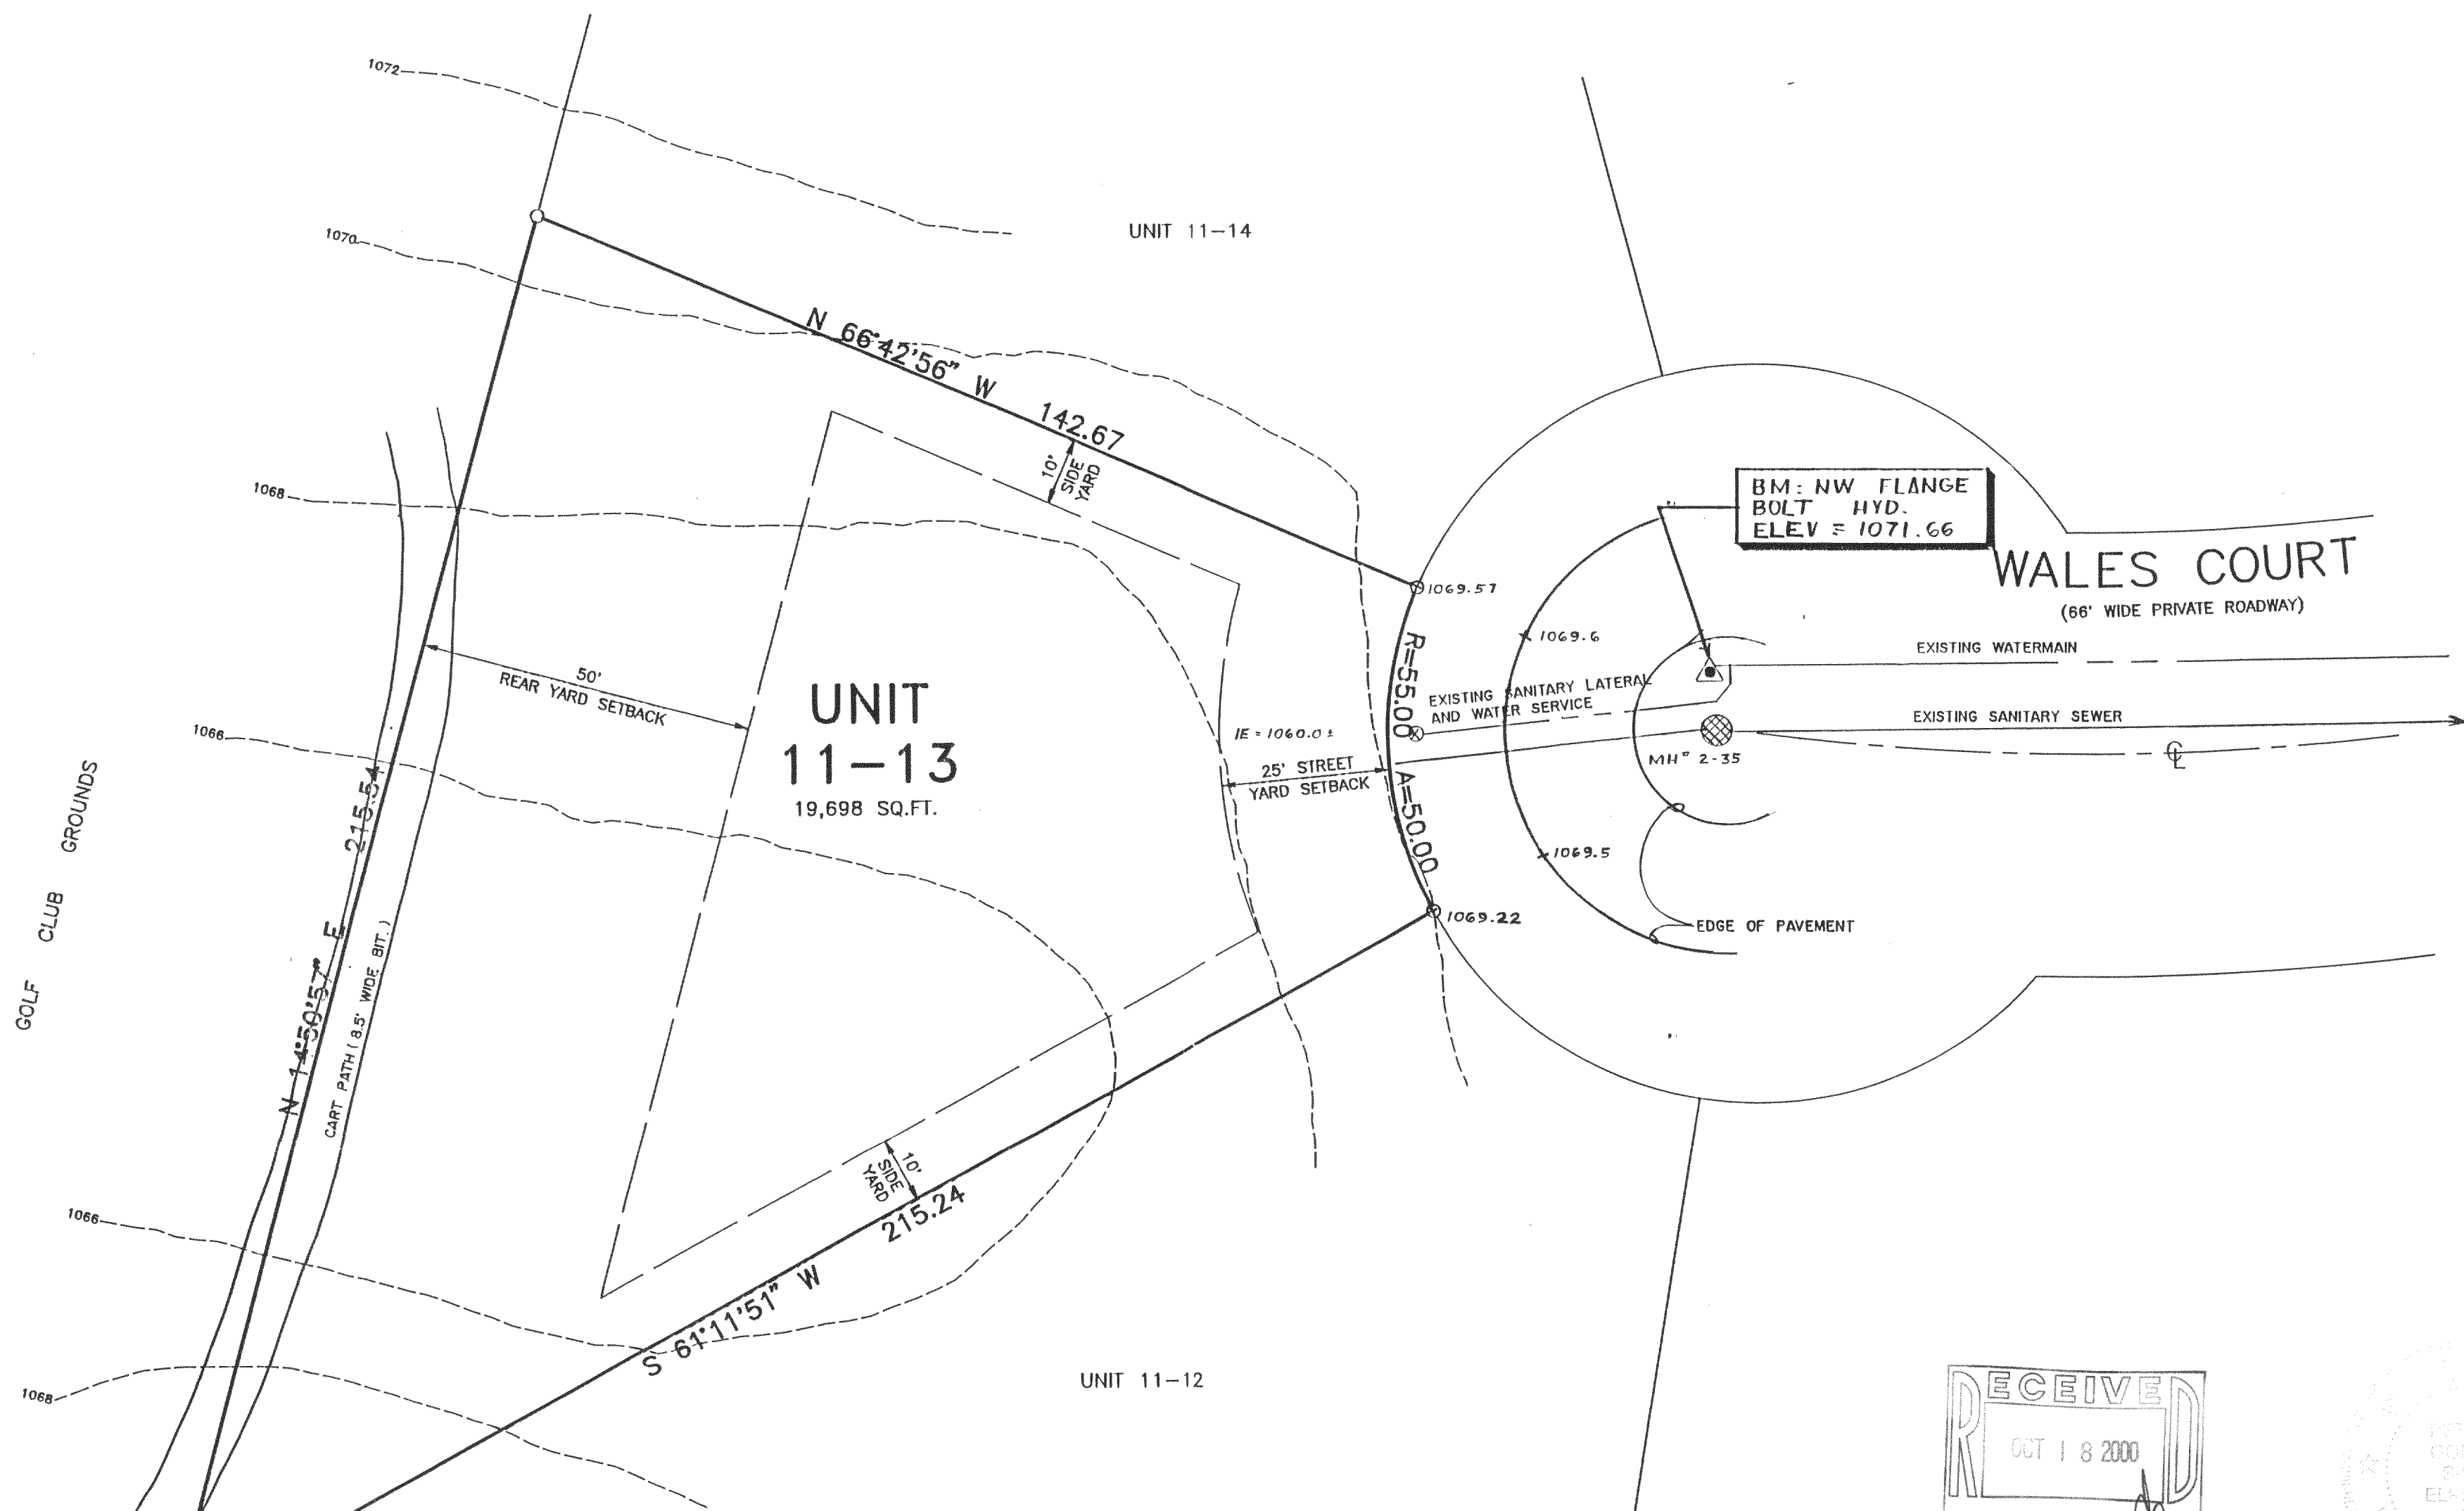 1072
1070
UNIT 11-14
N 66°42'56" W 142.67
10'
SIDE
YARD
1068
BM: NW FLANGE
BOLT HYD.
ELEV = 1071.66
WALES COURT
(66' WIDE PRIVATE ROADWAY)
1069.57
1069.6
EXISTING WATERMAIN
50'
REAR YARD SETBACK
UNIT
11-13
19,698 SQ.FT.
R=55.00
A=50.00
EXISTING SANITARY LATERAL
AND WATER SERVICE
IE = 1060.0 ±
25' STREET
YARD SETBACK
EXISTING SANITARY SEWER
MH# 2-35
℄
1066
GOLF CLUB GROUNDS
N 14°50'57" E 215.54
CART PATH ( 8.5' WIDE BIT. )
1069.5
1069.22
EDGE OF PAVEMENT
10'
SIDE
YARD
S 61°11'51" W 215.24
1066
1068
UNIT 11-12
RECEIVED
OCT 18 2000